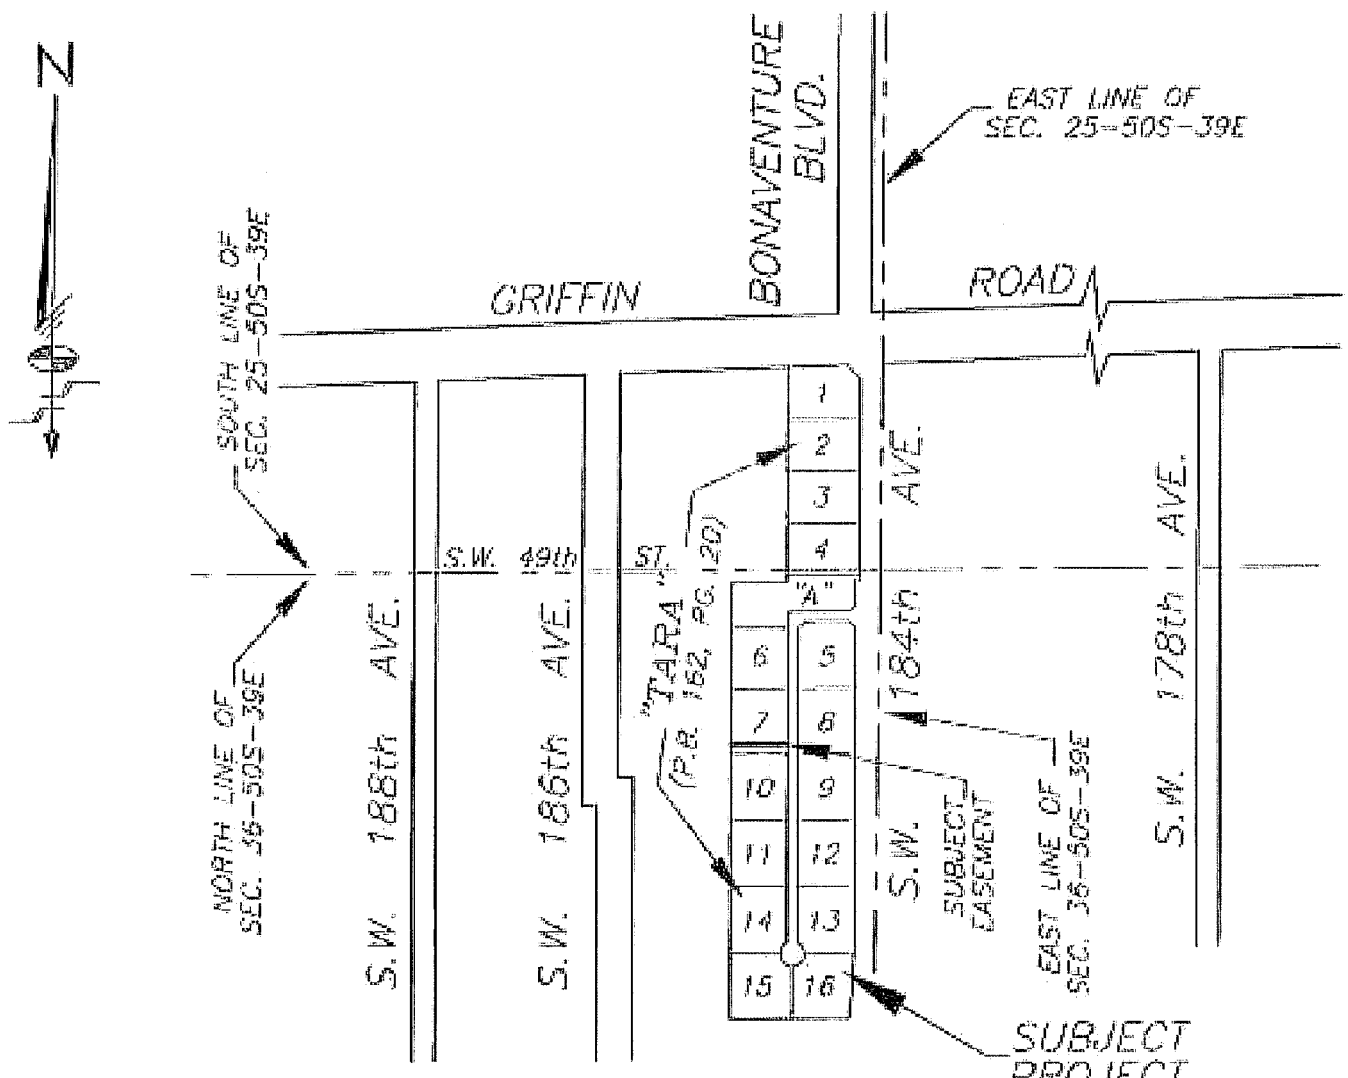 N
BONAVENTURE
BLVD.
EAST LINE OF
SEC. 25-50S-39E
SOUTH LINE OF
SEC. 25-50S-39E
GRIFFIN
ROAD
1
2
3
4
"A"
S.W. 49th ST.
"TARA"
(P.B. 162, PG. 20)
6
5
7
8
10
9
11
12
14
13
15
16
NORTH LINE OF
SEC. 36-50S-39E
S.W. 188th AVE.
S.W. 186th AVE.
S.W. 184th AVE.
S.W. 178th AVE.
SUBJECT
EASEMENT
EAST LINE OF
SEC. 36-50S-39E
SUBJECT
PROJECT